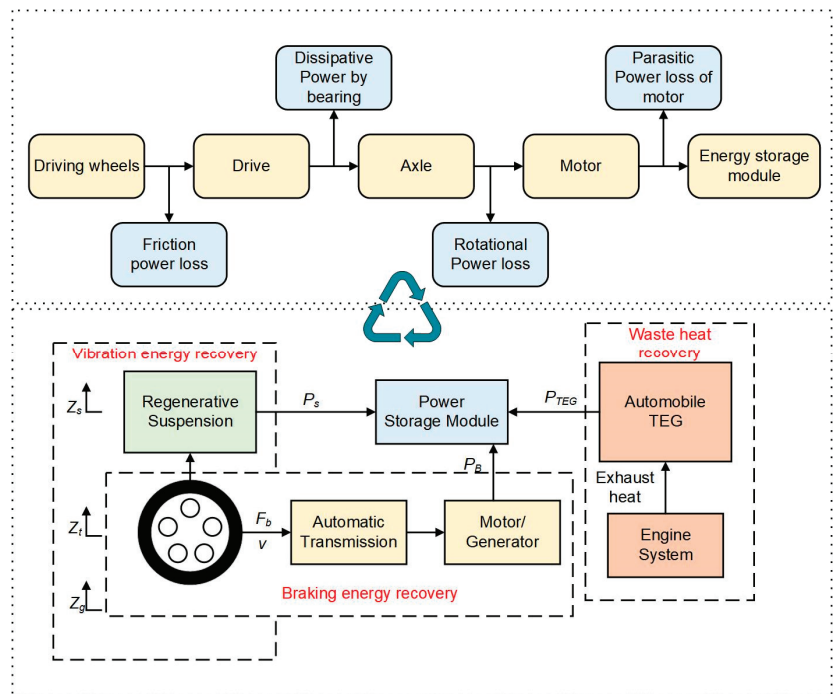 Dissipative
Power by
bearing
Parasitic
Power loss of
motor
Driving wheels
Drive
Axle
Motor
Energy storage
module
Friction
power loss
Rotational
Power loss
Vibration energy recovery
Waste heat
recovery
Zs
Regenerative
Suspension
Ps
Power
Storage Module
PTEG
Automobile
TEG
PB
Exhaust
heat
Zt
Fb
v
Automatic
Transmission
Motor/
Generator
Engine
System
Zg
Braking energy recovery